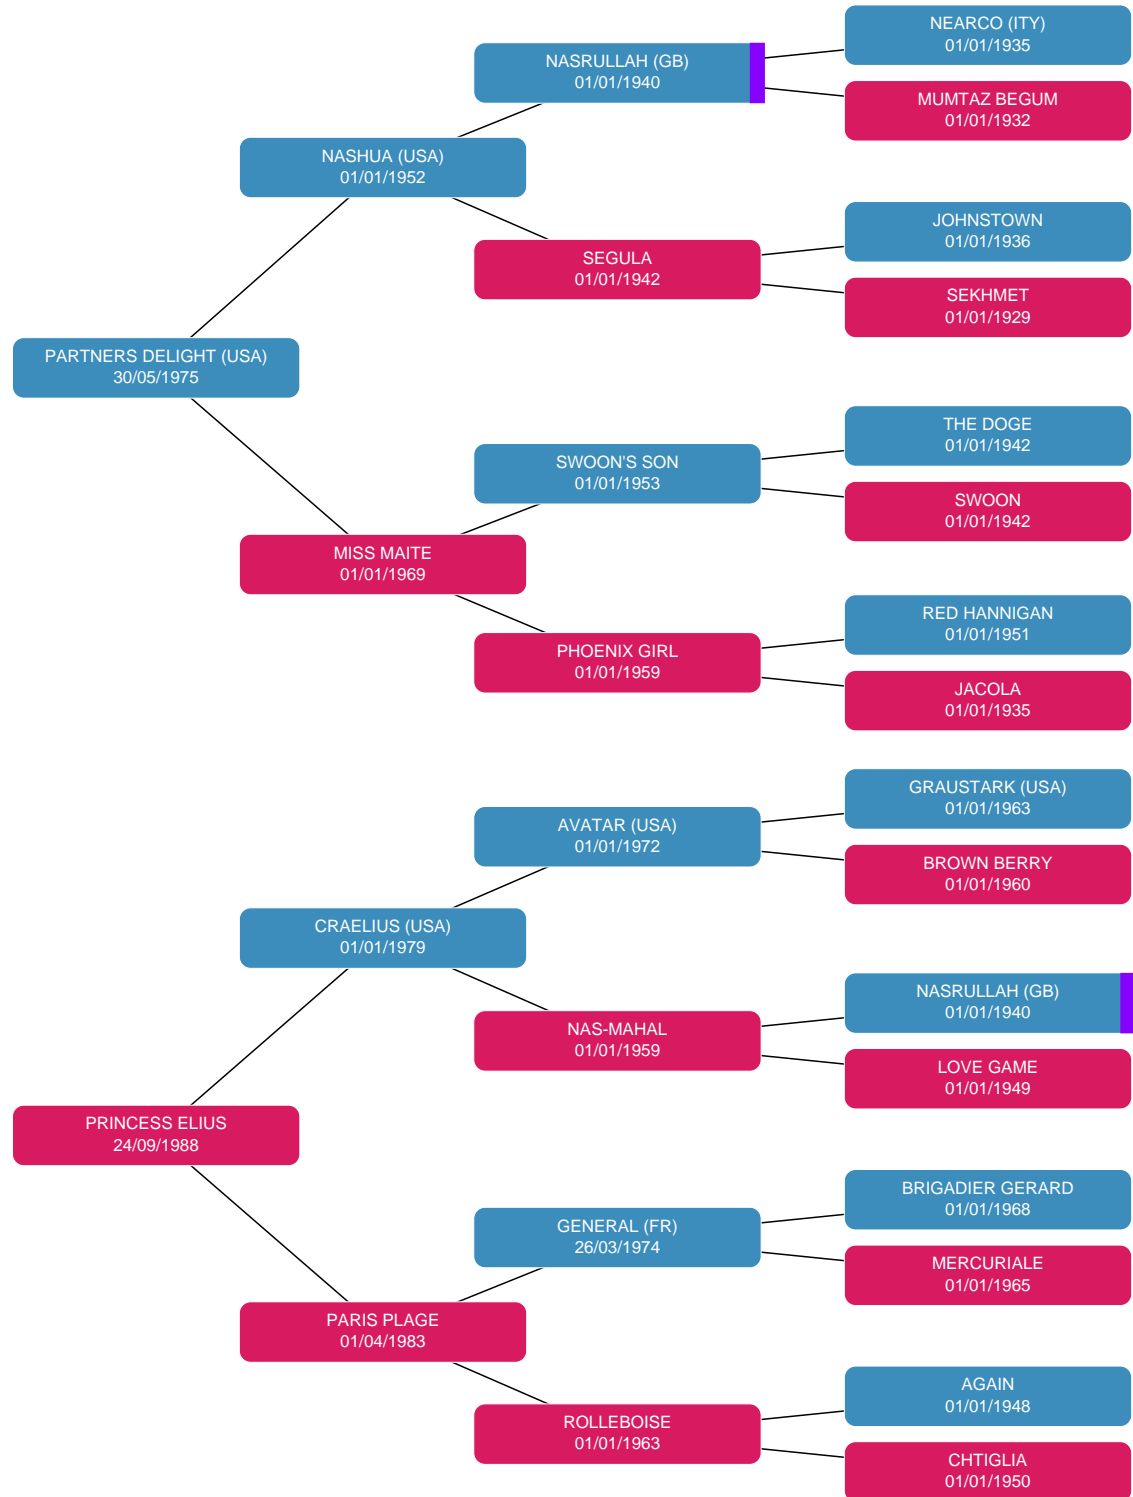 NEARCO (ITY)
01/01/1935
NASRULLAH (GB)
01/01/1940
MUMTAZ BEGUM
01/01/1932
NASHUA (USA)
01/01/1952
JOHNSTOWN
01/01/1936
SEGULA
01/01/1942
SEKHMET
01/01/1929
PARTNERS DELIGHT (USA)
30/05/1975
THE DOGE
01/01/1942
SWOON'S SON
01/01/1953
SWOON
01/01/1942
MISS MAITE
01/01/1969
RED HANNIGAN
01/01/1951
PHOENIX GIRL
01/01/1959
JACOLA
01/01/1935
GRAUSTARK (USA)
01/01/1963
AVATAR (USA)
01/01/1972
BROWN BERRY
01/01/1960
CRAELIUS (USA)
01/01/1979
NASRULLAH (GB)
01/01/1940
NAS-MAHAL
01/01/1959
LOVE GAME
01/01/1949
PRINCESS ELIUS
24/09/1988
BRIGADIER GERARD
01/01/1968
GENERAL (FR)
26/03/1974
MERCURIALE
01/01/1965
PARIS PLAGE
01/04/1983
AGAIN
01/01/1948
ROLLEBOISE
01/01/1963
CHTIGLIA
01/01/1950